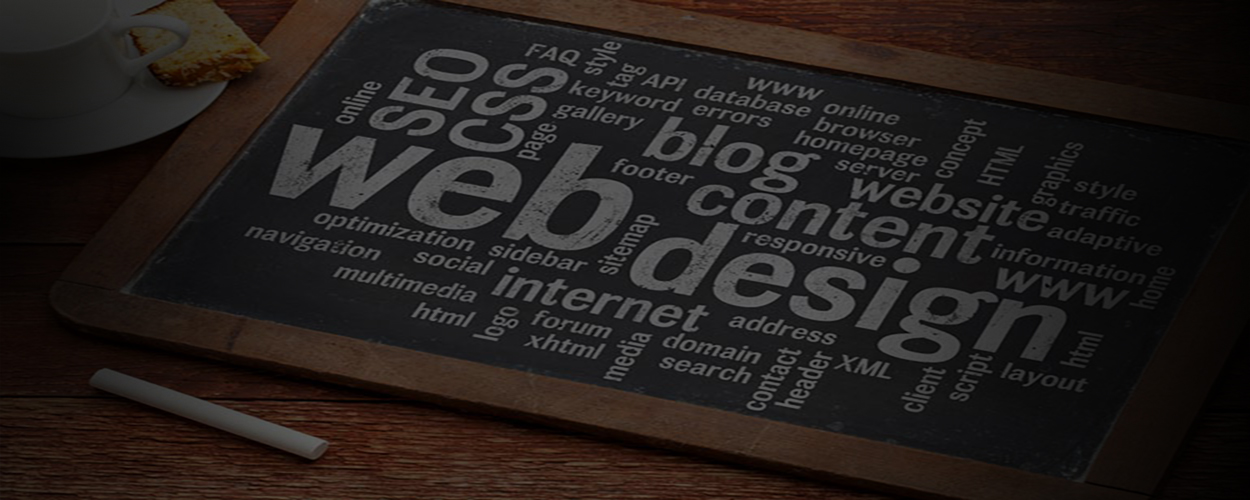 FAQ
style
tag
API
www
SEO
CSS
keyword
database
online
online
gallery
errors
browser
page
blog
homepage
concept
web
footer
server
HTML
graphics
content
website
style
traffic
optimization
sitemap
responsive
adaptive
navigation
social
sidebar
design
information
multimedia
internet
www
home
html
logo
forum
address
xhtml
media
domain
XML
html
search
contact
header
client
script
layout